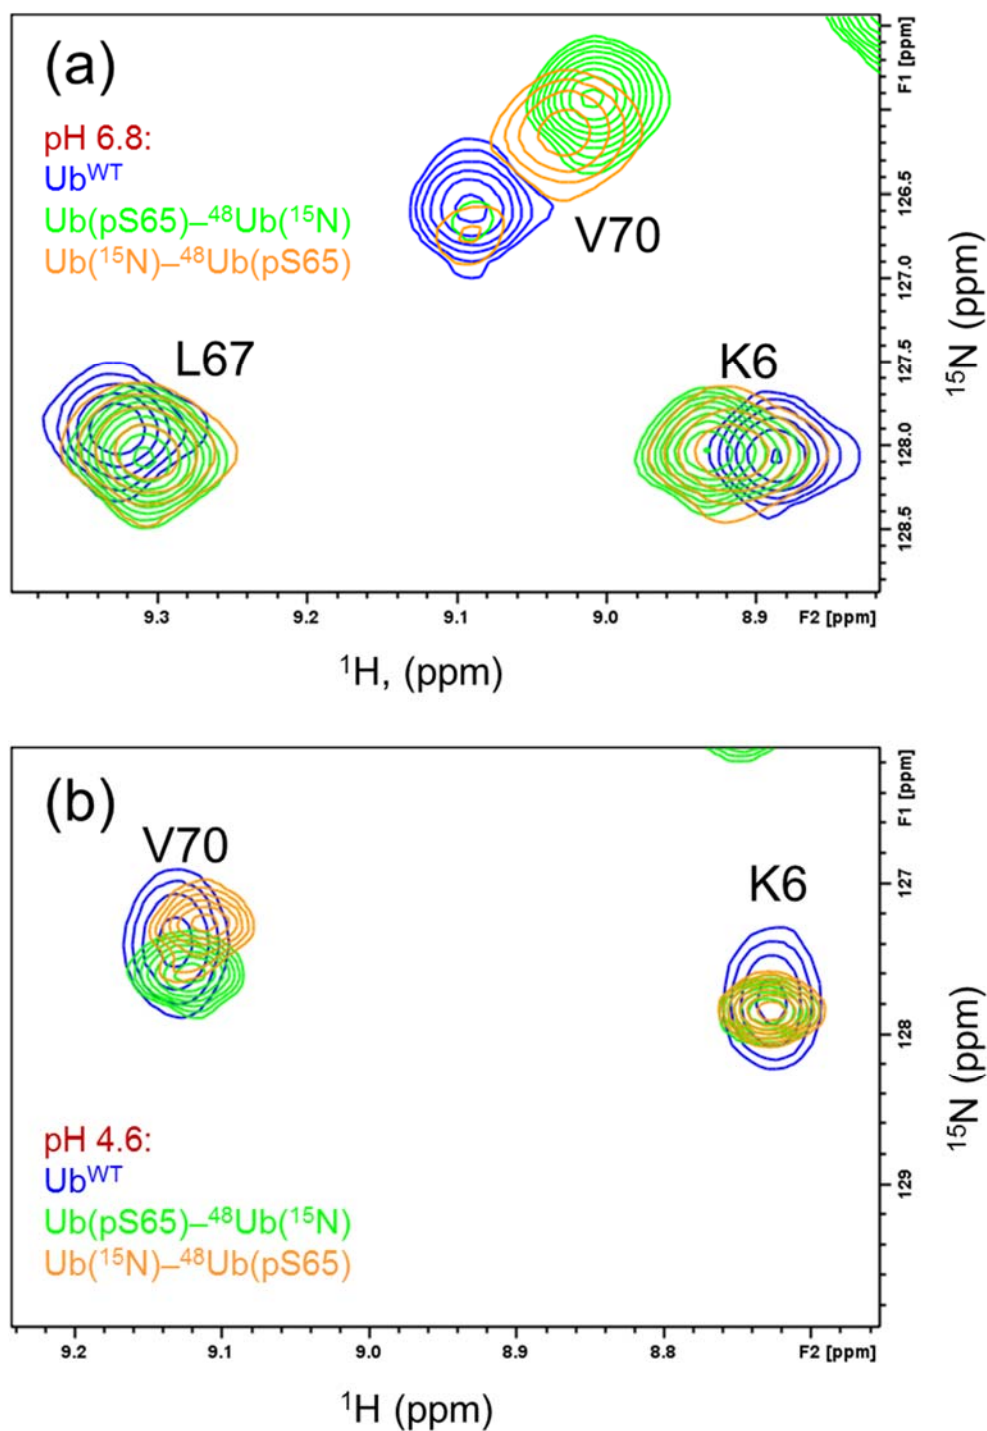 (a)
pH 6.8:
Ub^WT
Ub(pS65)–⁴⁸Ub(¹⁵N)
Ub(¹⁵N)–⁴⁸Ub(pS65)
V70
L67
K6
F1 [ppm]
126.5
127.0
127.5
128.0
128.5
¹⁵N (ppm)
9.3 9.2 9.1 9.0 8.9 F2 [ppm]
¹H, (ppm)
(b)
V70
K6
pH 4.6:
Ub^WT
Ub(pS65)–⁴⁸Ub(¹⁵N)
Ub(¹⁵N)–⁴⁸Ub(pS65)
F1 [ppm]
127
128
129
¹⁵N (ppm)
9.2 9.1 9.0 8.9 8.8 F2 [ppm]
¹H (ppm)